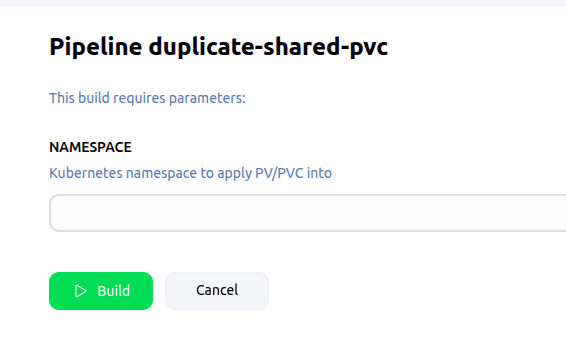 Pipeline duplicate-shared-pvc
This build requires parameters:
NAMESPACE
Kubernetes namespace to apply PV/PVC into
Build
Cancel